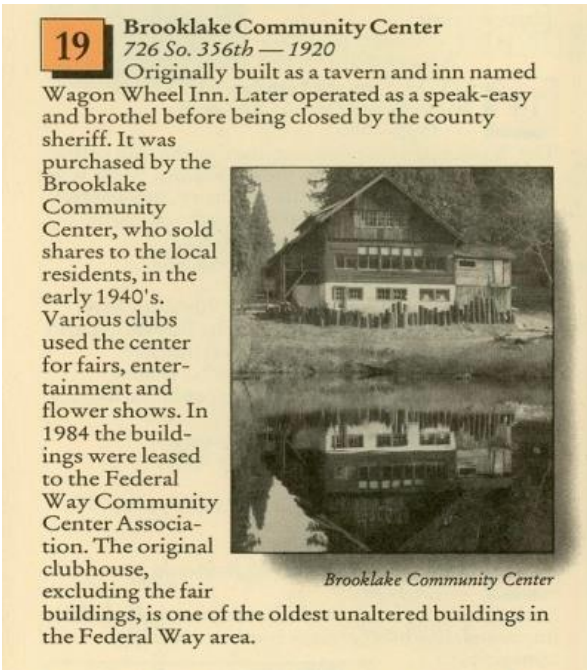 19
Brooklake Community Center
726 So. 356th — 1920
Originally built as a tavern and inn named
Wagon Wheel Inn. Later operated as a speak-easy
and brothel before being closed by the county
sheriff. It was
purchased by the
Brooklake
Community
Center, who sold
shares to the local
residents, in the
early 1940's.
Various clubs
used the center
for fairs, enter-
tainment and
flower shows. In
1984 the build-
ings were leased
to the Federal
Way Community
Center Associa-
tion. The original
clubhouse,
excluding the fair
buildings, is one of the oldest unaltered buildings in
the Federal Way area.
Brooklake Community Center